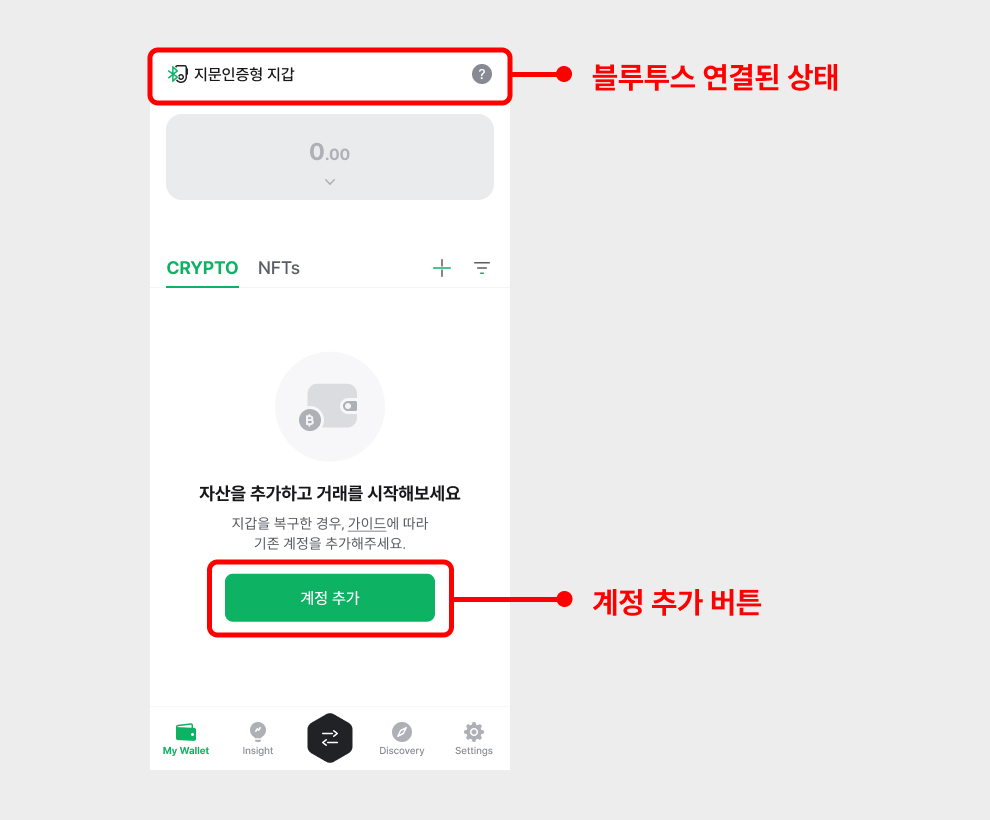 지문인증형 지갑
?
블루투스 연결된 상태
0.00
CRYPTO NFTs
자산을 추가하고 거래를 시작해보세요
지갑을 복구한 경우, 가이드에 따라
기존 계정을 추가해주세요.
계정 추가
계정 추가 버튼
My Wallet Insight Discovery Settings